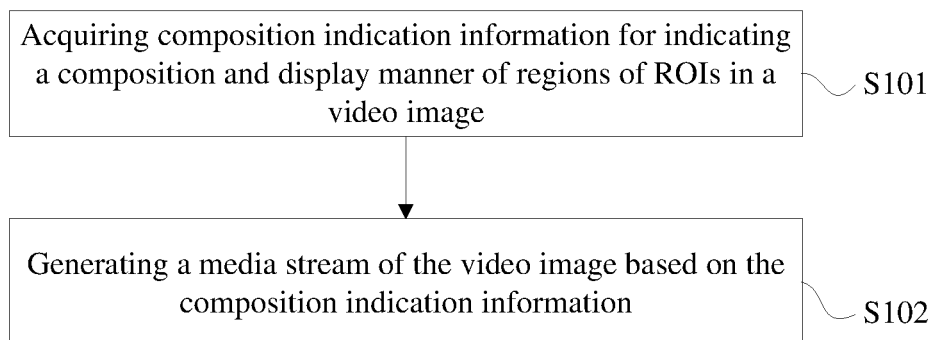 Acquiring composition indication information for indicating
a composition and display manner of regions of ROIs in a
video image
S101
Generating a media stream of the video image based on the
composition indication information
S102